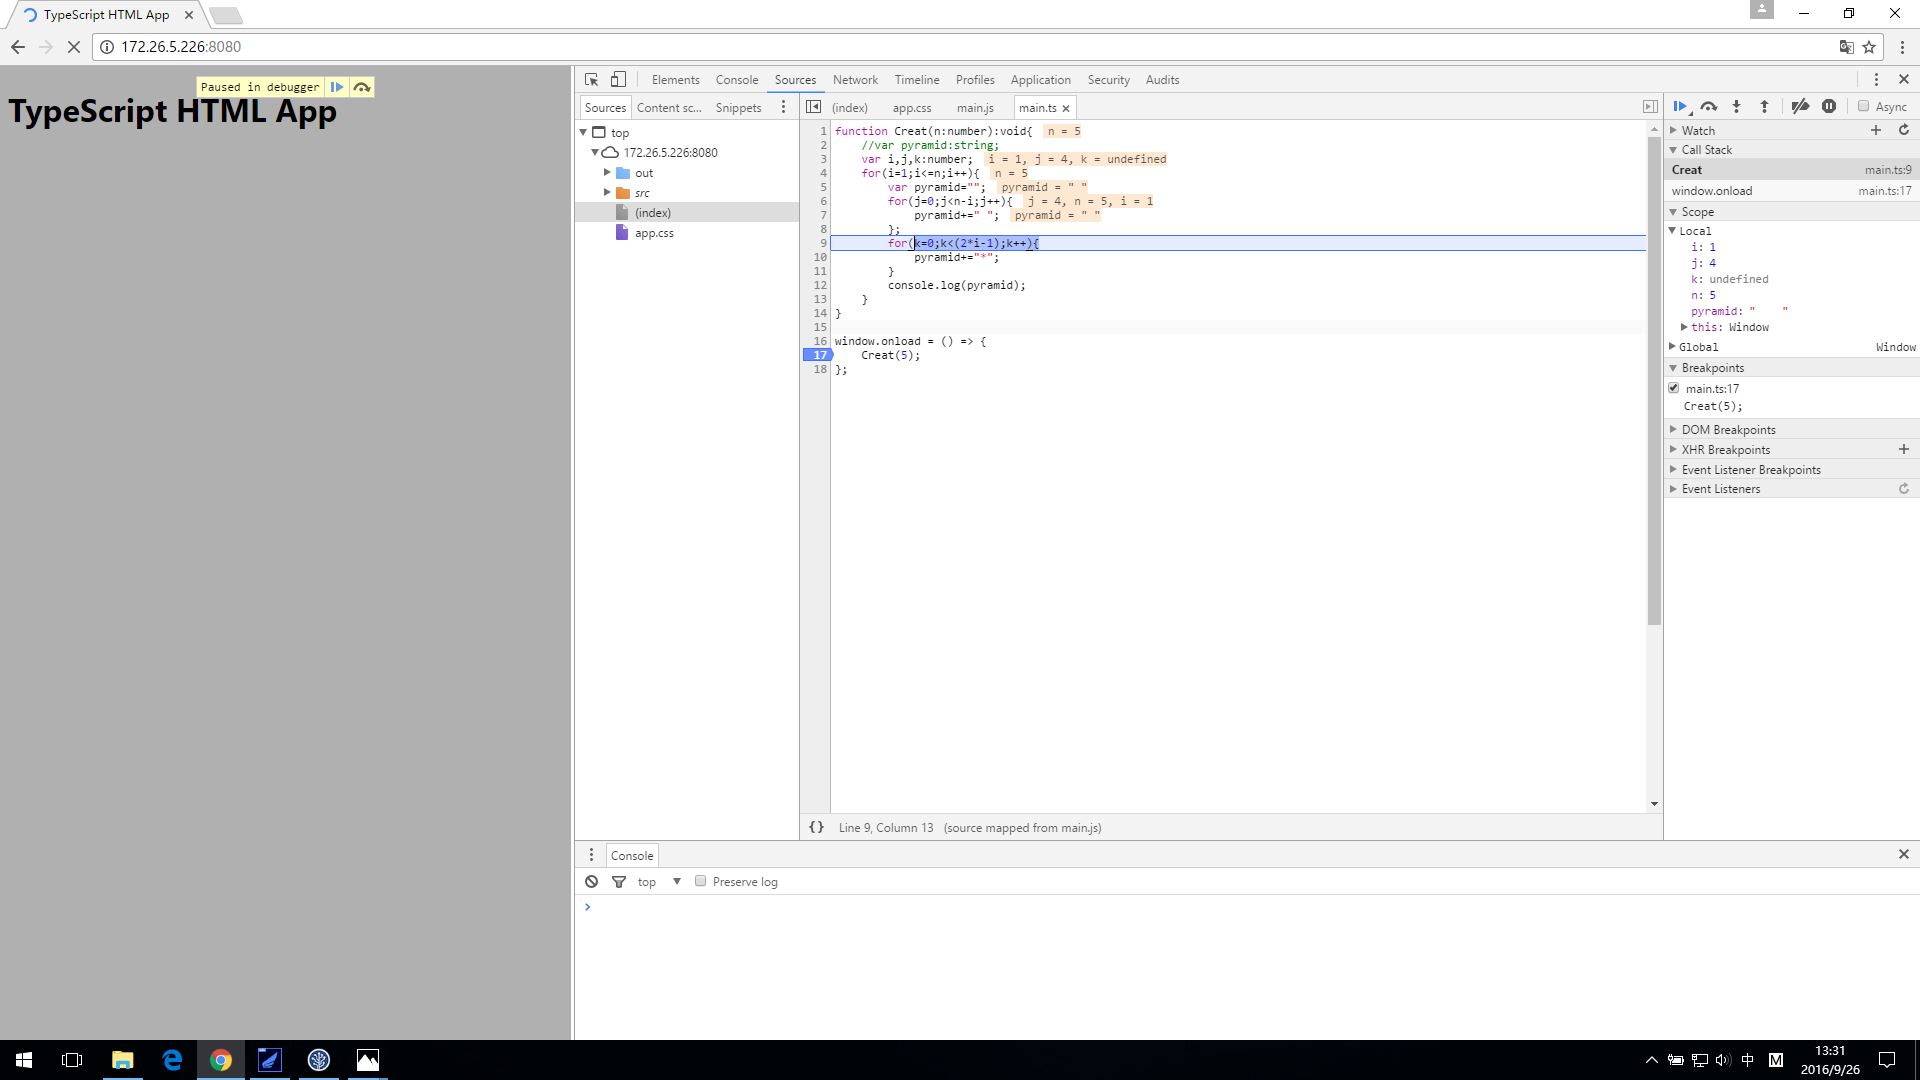 TypeScript HTML App
172.26.5.226:8080
Paused in debugger
TypeScript HTML App
Elements Console Sources Network Timeline Profiles Application Security Audits
Sources Content sc... Snippets
(index) app.css main.js main.ts
Async
top
172.26.5.226:8080
out
src
(index)
app.css
1 function Creat(n:number):void{ n = 5
2 //var pyramid:string;
3 var i,j,k:number; i = 1, j = 4, k = undefined
4 for(i=1;i<=n;i++){ n = 5
5 var pyramid=""; pyramid = " "
6 for(j=0;j<n-i;j++){ j = 4, n = 5, i = 1
7 pyramid+=" "; pyramid = " "
8 };
9 for(k=0;k<(2*i-1);k++){
10 pyramid+="*";
11 }
12 console.log(pyramid);
13 }
14 }
15
16 window.onload = () => {
17 Creat(5);
18 };
{} Line 9, Column 13 (source mapped from main.js)
Watch
Call Stack
Creat main.ts:9
window.onload main.ts:17
Scope
Local
i: 1
j: 4
k: undefined
n: 5
pyramid: "    "
this: Window
Global Window
Breakpoints
main.ts:17
Creat(5);
DOM Breakpoints
XHR Breakpoints
Event Listener Breakpoints
Event Listeners
Console
top Preserve log
中 M
13:31
2016/9/26